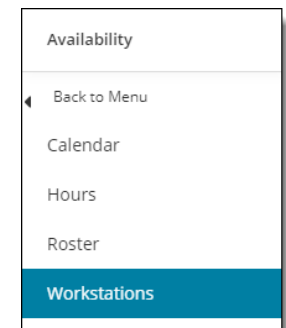 Availability
Back to Menu
Calendar
Hours
Roster
Workstations